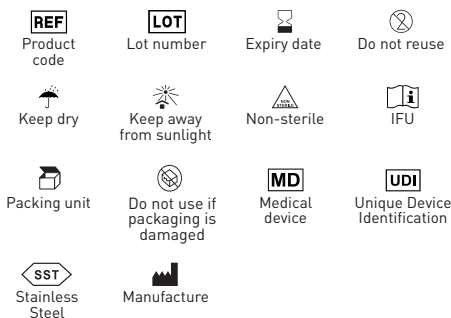 REF
LOT
2
Product
code
Lot number
Expiry date
Do not reuse
NON
STERILE
i
Keep dry
Keep away
from sunlight
Non-sterile
IFU
MD
UDI
Packing unit
Do not use if
packaging is
damaged
Medical
device
Unique Device
Identification
SST
Stainless
Steel
Manufacture